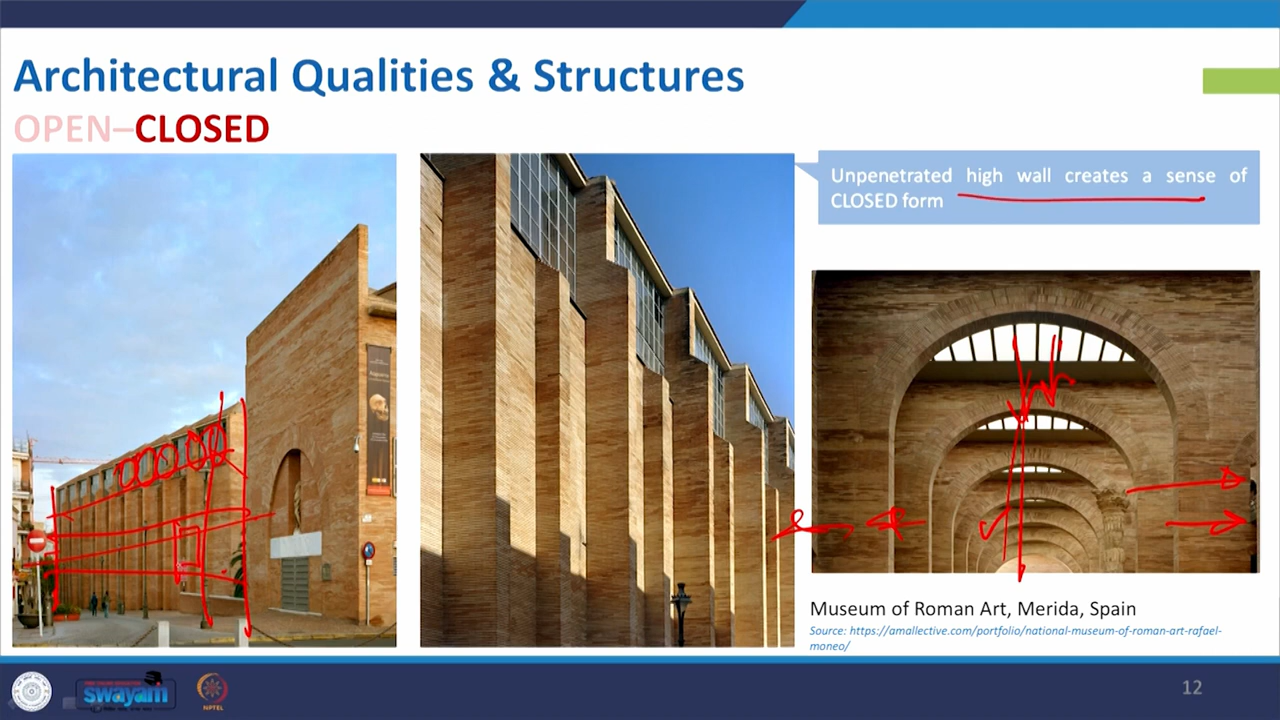 Architectural Qualities & Structures
OPEN–CLOSED
Unpenetrated high wall creates a sense of
CLOSED form
Museum of Roman Art, Merida, Spain
Source: https://amallective.com/portfolio/national-museum-of-roman-art-rafael-
moneo/
swayam
NPTEL
12